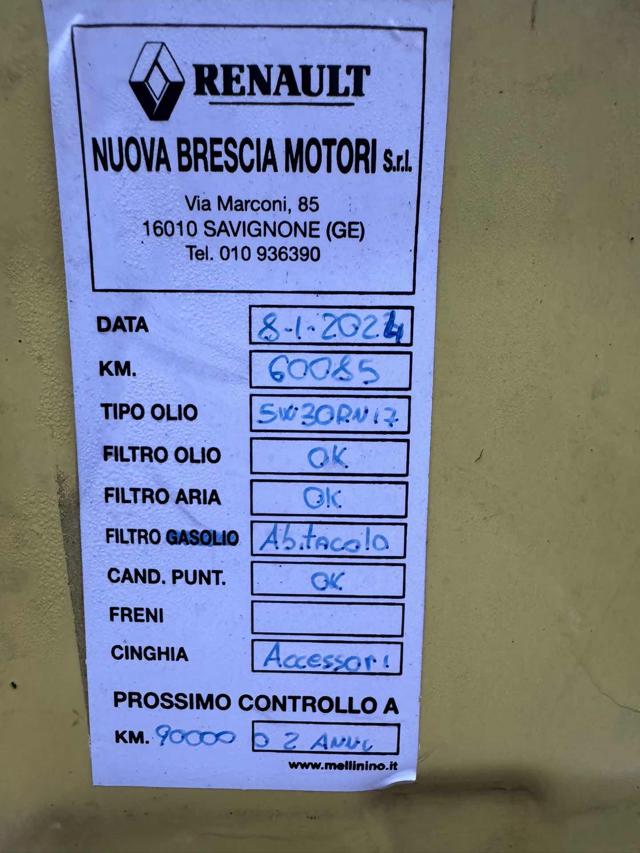 RENAULT
NUOVA BRESCIA MOTORI S.r.l.
Via Marconi, 85
16010 SAVIGNONE (GE)
Tel. 010 936390
DATA 8-1-2024
KM. 60085
TIPO OLIO 5W30RN17
FILTRO OLIO OK
FILTRO ARIA OK
FILTRO GASOLIO Abitacolo
CAND. PUNT. OK
FRENI
CINGHIA Accessori
PROSSIMO CONTROLLO A
KM. 90000 O 2 ANNI
www.mellinino.it